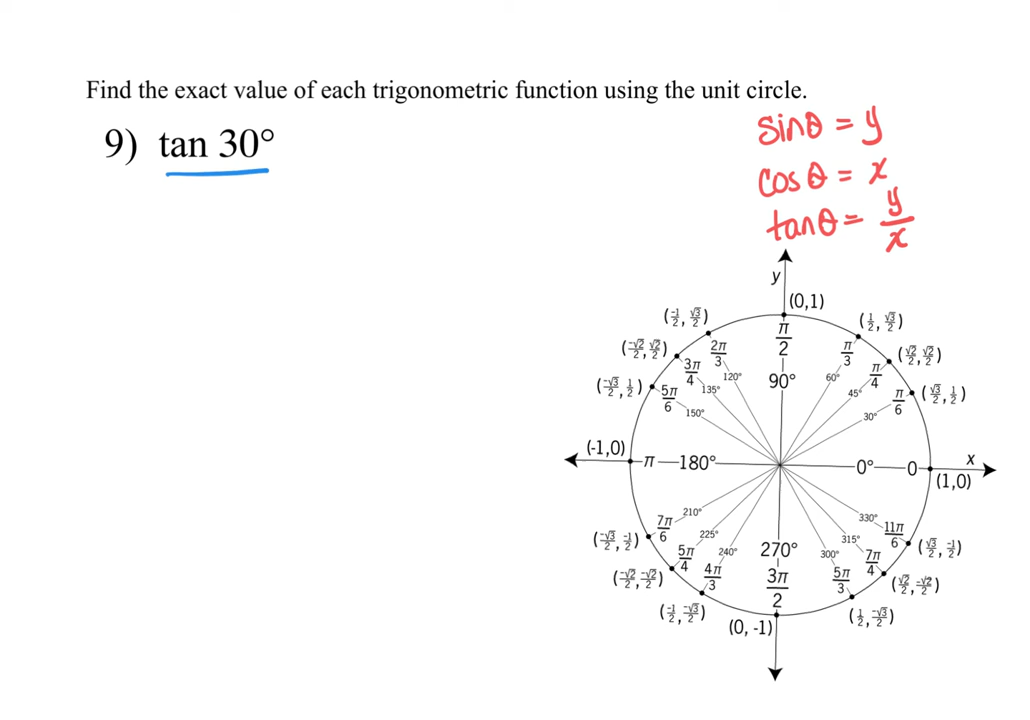 Find the exact value of each trigonometric function using the unit circle.
9) tan 30°
sinθ = y
cosθ = x
tanθ = y/x
y
(0,1)
(-1/2, √3/2)
(1/2, √3/2)
(-√2/2, √2/2)
(√2/2, √2/2)
(-√3/2, 1/2)
(√3/2, 1/2)
2π/3
π/2
π/3
3π/4
π/4
5π/6
π/6
120°
90°
60°
135°
45°
150°
30°
(-1,0)
π
180°
0°
0
x
(1,0)
210°
330°
7π/6
11π/6
225°
315°
(-√3/2, -1/2)
(√3/2, -1/2)
5π/4
240°
270°
300°
7π/4
(-√2/2, -√2/2)
(√2/2, -√2/2)
4π/3
3π/2
5π/3
(-1/2, -√3/2)
(0, -1)
(1/2, -√3/2)